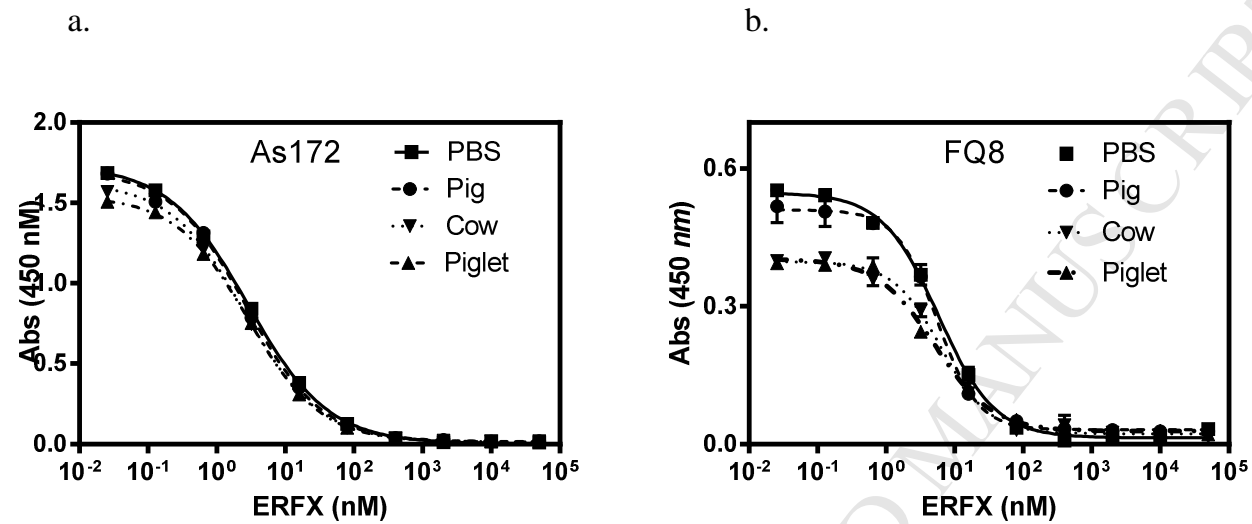 a.
2.0
1.5
1.0
0.5
0.0
Abs (450 nM)
As172
PBS
Pig
Cow
Piglet
10-2 10-1 100 101 102 103 104 105
ERFX (nM)
b.
0.6
0.3
0.0
Abs (450 nm)
FQ8
PBS
Pig
Cow
Piglet
10-2 10-1 100 101 102 103 104 105
ERFX (nM)
MANUSCRIP